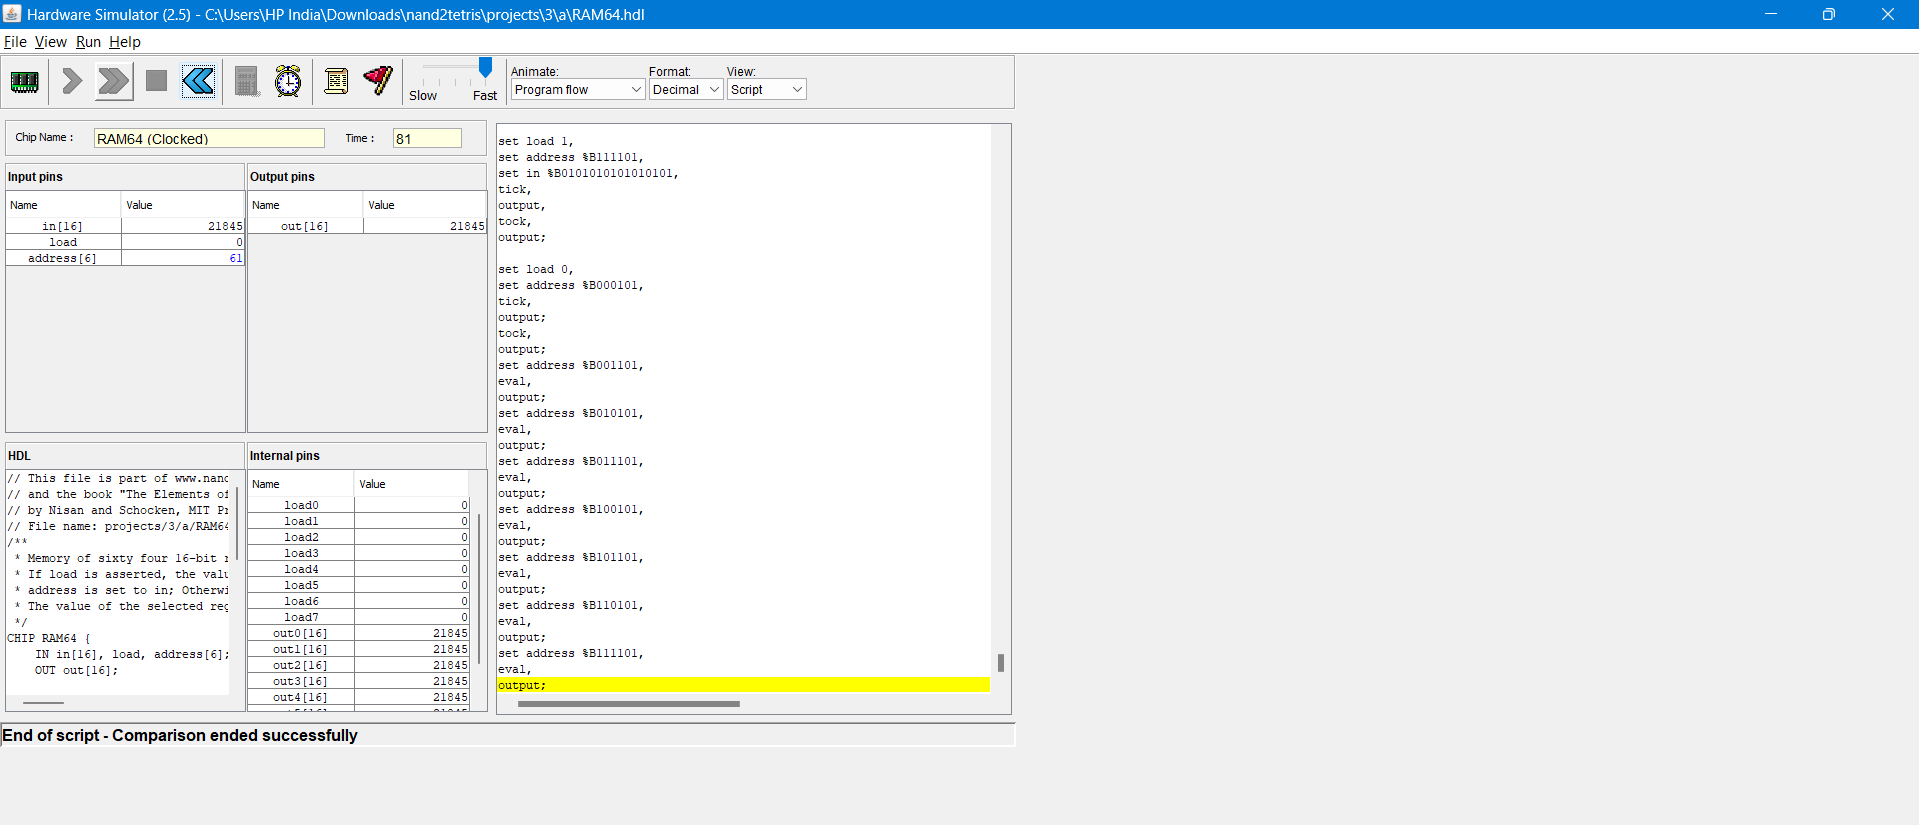 Hardware Simulator (2.5) - C:\Users\HP India\Downloads\nand2tetris\projects\3\a\RAM64.hdl
File View Run Help
Slow Fast
Animate: Format: View:
Program flow Decimal Script
Chip Name : RAM64 (Clocked) Time : 81
Input pins
Name Value
in[16] 21845
load 0
address[6] 61
Output pins
Name Value
out[16] 21845
HDL
// This file is part of www.nand
// and the book "The Elements of
// by Nisan and Schocken, MIT Pr
// File name: projects/3/a/RAM64
/**
* Memory of sixty four 16-bit r
* If load is asserted, the valu
* address is set to in; Otherwi
* The value of the selected reg
*/
CHIP RAM64 {
IN in[16], load, address[6];
OUT out[16];
Internal pins
Name Value
load0 0
load1 0
load2 0
load3 0
load4 0
load5 0
load6 0
load7 0
out0[16] 21845
out1[16] 21845
out2[16] 21845
out3[16] 21845
out4[16] 21845
set load 1,
set address %B111101,
set in %B0101010101010101,
tick,
output,
tock,
output;
set load 0,
set address %B000101,
tick,
output;
tock,
output;
set address %B001101,
eval,
output;
set address %B010101,
eval,
output;
set address %B011101,
eval,
output;
set address %B100101,
eval,
output;
set address %B101101,
eval,
output;
set address %B110101,
eval,
output;
set address %B111101,
eval,
output;
End of script - Comparison ended successfully